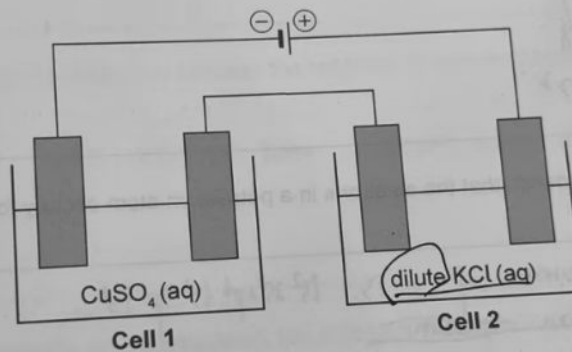 ⊖ ⊕
CuSO₄(aq)
dilute KCl (aq)
Cell 1
Cell 2